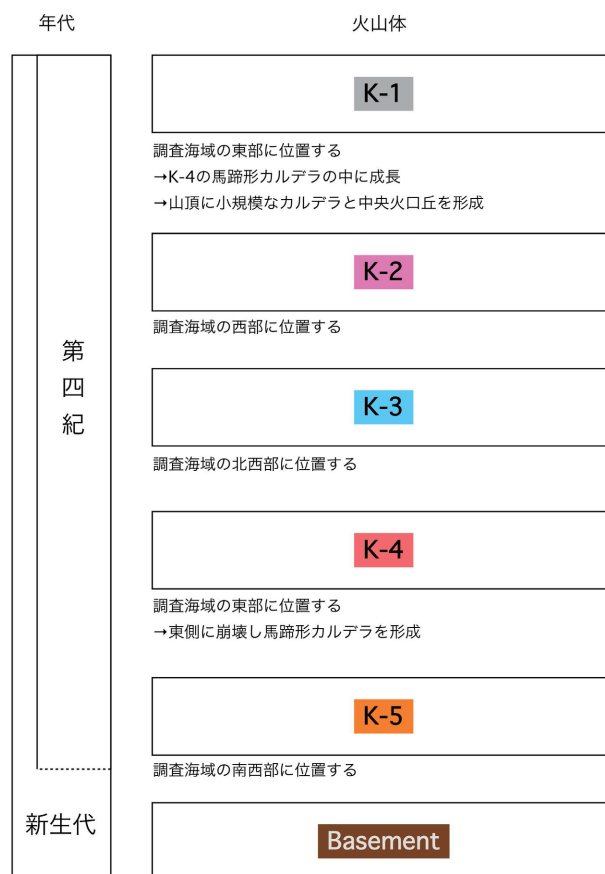 年代
火山体
K-1
調査海域の東部に位置する
→K-4の馬蹄形カルデラの中に成長
→山頂に小規模なカルデラと中央火口丘を形成
K-2
調査海域の西部に位置する
第四紀
K-3
調査海域の北西部に位置する
K-4
調査海域の東部に位置する
→東側に崩壊し馬蹄形カルデラを形成
K-5
調査海域の南西部に位置する
新生代
Basement